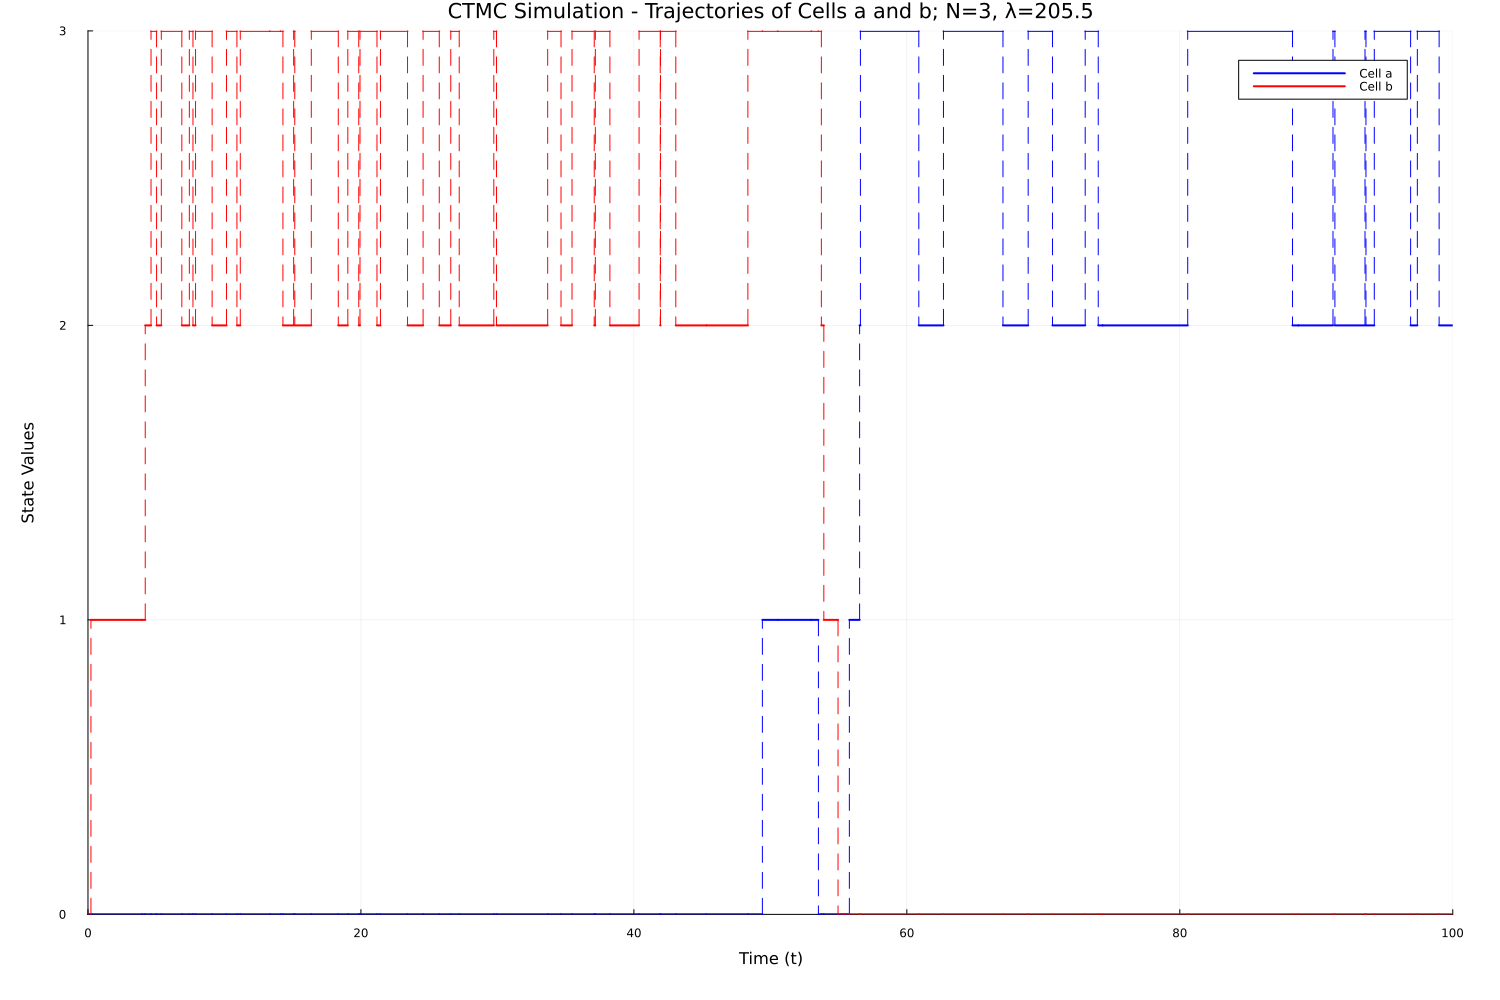 CTMC Simulation - Trajectories of Cells a and b; N=3, λ=205.5
3
Cell a
Cell b
2
State Values
1
0
0 20 40 60 80 100
Time (t)